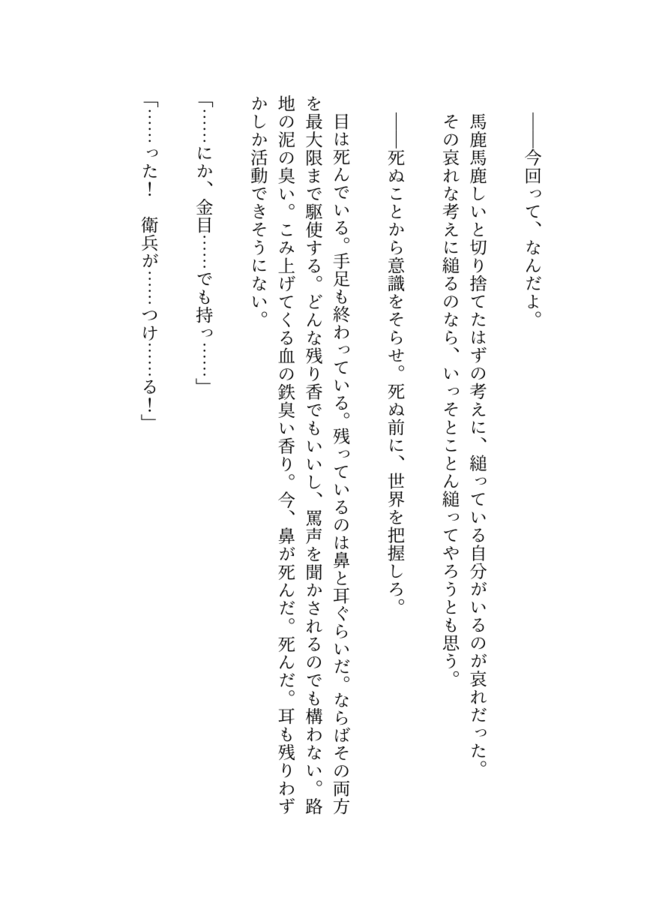 ――今回って、なんだよ。
馬鹿馬鹿しいと切り捨てたはずの考えに、縋っている自分がいるのが哀れだった。
その哀れな考えに縋るのなら、いっそとことん縋ってやろうとも思う。
――死ぬことから意識をそらせ。死ぬ前に、世界を把握しろ。
目は死んでいる。手足も終わっている。残っているのは鼻と耳ぐらいだ。ならばその両方
を最大限まで駆使する。どんな残り香でもいいし、罵声を聞かされるのでも構わない。路
地の泥の臭い。こみ上げてくる血の鉄臭い香り。今、鼻が死んだ。死んだ。耳も残りわず
かしか活動できそうにない。
「……にか、金目……でも持っ……」
「……った！　衛兵が……つけ……る！」